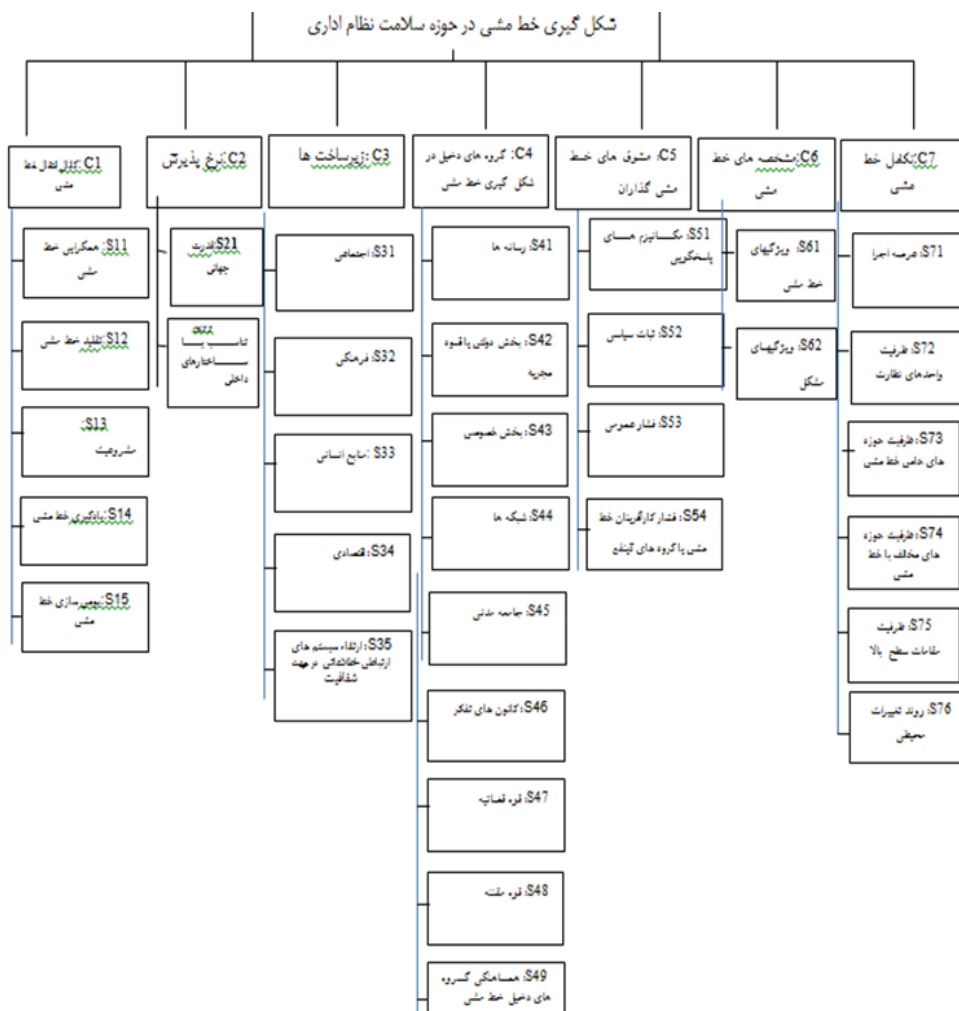 شکل گیری خط مشی در حوزه سلامت نظام اداری
C1: کانال انتقال خط
مشی
S11: همگرایی خط
مشی
S12: تقلید خط مشی
S13:
مشروعیت
S14: یادگیری خط مشی
S15: بومی سازی خط
مشی
C2: نرخ پذیرش
S21: قدرت
جهانی
S22
تناسب با
ساختارهای
داخلی
C3: زیرساخت ها
S31: اجتماعی
S32: فرهنگی
S33: منابع انسانی
S34: اقتصادی
S35: ارتقاء سیستم های
ارتباطی اطلاعاتی در جهت
شفافیت
C4: گروه های دخیل در
شکل گیری خط مشی
S41: رسانه ها
S42: بخش دولتی یا قوه
مجریه
S43: بخش خصوصی
S44: شبکه ها
S45: جامعه مدنی
S46: کانون های تفکر
S47: قوه قضائیه
S48: قوه مقننه
S49: هماهنگی گروه
های دخیل خط مشی
C5: مشوق های خط
مشی گذاران
S51: مکانیزم های
پاسخگویی
S52: ثبات سیاسی
S53: فشار عمومی
S54: فشار کارآفرینان خط
مشی یا گروه های ذینفع
C6: مشخصه های خط
مشی
S61: ویژگیهای
خط مشی
S62: ویژگیهای
مشکل
C7: تکفل خط
مشی
S71: عرصه اجرا
S72: ظرفیت
واحدهای نظارت
S73: ظرفیت حوزه
های حامی خط مشی
S74: ظرفیت حوزه
های مخالف با خط
مشی
S75: ظرفیت
مقامات سطح بالا
S76: روند تغییرات
محیطی